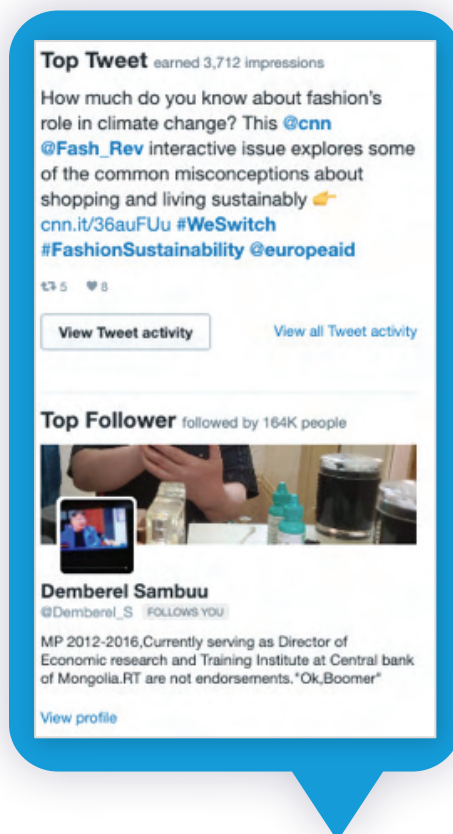 Top Tweet earned 3,712 impressions
How much do you know about fashion's
role in climate change? This @cnn
@Fash_Rev interactive issue explores some
of the common misconceptions about
shopping and living sustainably 👉
cnn.it/36auFUu #WeSwitch
#FashionSustainability @europeaid
5 8
View Tweet activity View all Tweet activity
Top Follower followed by 164K people
Demberel Sambuu
@Demberel_S FOLLOWS YOU
MP 2012-2016,Currently serving as Director of
Economic research and Training Institute at Central bank
of Mongolia.RT are not endorsements."Ok,Boomer"
View profile